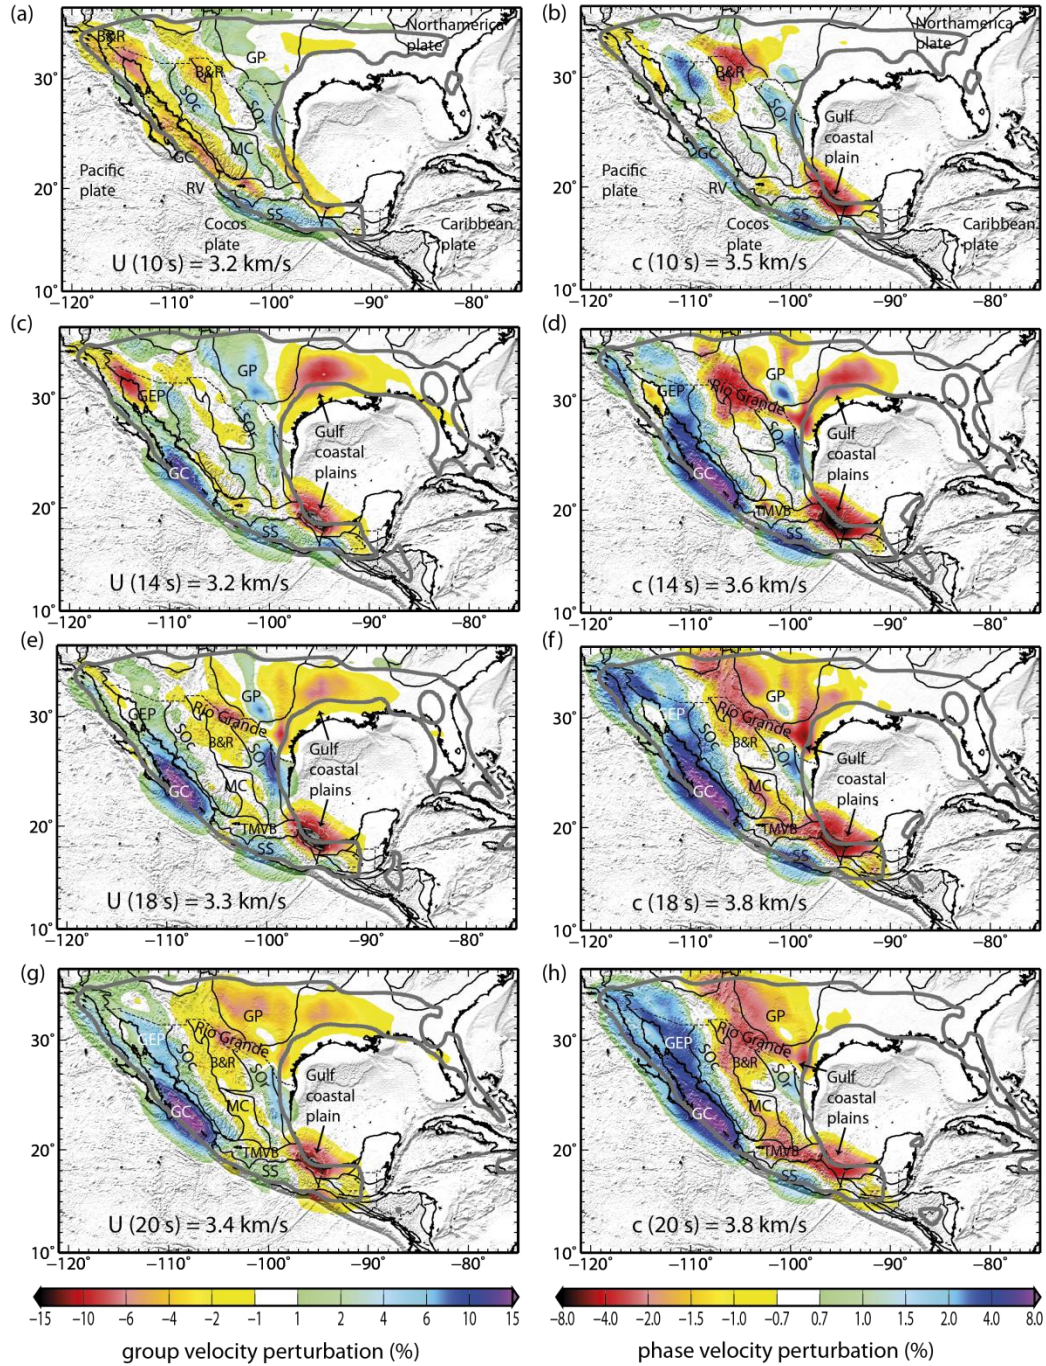 (a)
B&R
B&R
GP
SOc
SOr
MC
GC
RV
SS
Northamerica
plate
Pacific
plate
Cocos
plate
Caribbean
plate
U (10 s) = 3.2 km/s
30°
20°
10°
−120° −110° −100° −90° −80°
(b)
B&R
Northamerica
plate
SOr
Gulf
coastal
plain
GC
RV
SS
Pacific
plate
Cocos
plate
Caribbean
plate
c (10 s) = 3.5 km/s
30°
20°
10°
−120° −110° −100° −90° −80°
(c)
GP
GEP
SOr
Gulf
coastal
plains
GC
SS
U (14 s) = 3.2 km/s
30°
20°
10°
−120° −110° −100° −90° −80°
(d)
GP
GEP
Rio Grande
SOr
Gulf
coastal
plains
GC
TMVB
SS
c (14 s) = 3.6 km/s
30°
20°
10°
−120° −110° −100° −90° −80°
(e)
GP
GEP
SOc
Rio Grande
B&R
SOr
Gulf
coastal
plains
GC
MC
TMVB
SS
U (18 s) = 3.3 km/s
30°
20°
10°
−120° −110° −100° −90° −80°
(f)
GP
GEP
SOc
Rio Grande
B&R
SOr
Gulf
coastal
plains
GC
MC
TMVB
SS
c (18 s) = 3.8 km/s
30°
20°
10°
−120° −110° −100° −90° −80°
(g)
GP
GEP
SOc
Rio Grande
B&R
SOr
Gulf
coastal
plain
GC
MC
TMVB
SS
U (20 s) = 3.4 km/s
30°
20°
10°
−120° −110° −100° −90° −80°
(h)
GP
GEP
SOc
Rio Grande
B&R
SOr
Gulf
coastal
plains
GC
MC
TMVB
SS
c (20 s) = 3.8 km/s
30°
20°
10°
−120° −110° −100° −90° −80°
−15 −10 −6 −4 −2 −1 1 2 4 6 10 15
group velocity perturbation (%)
−8.0 −4.0 −2.0 −1.5 −1.0 −0.7 0.7 1.0 1.5 2.0 4.0 8.0
phase velocity perturbation (%)